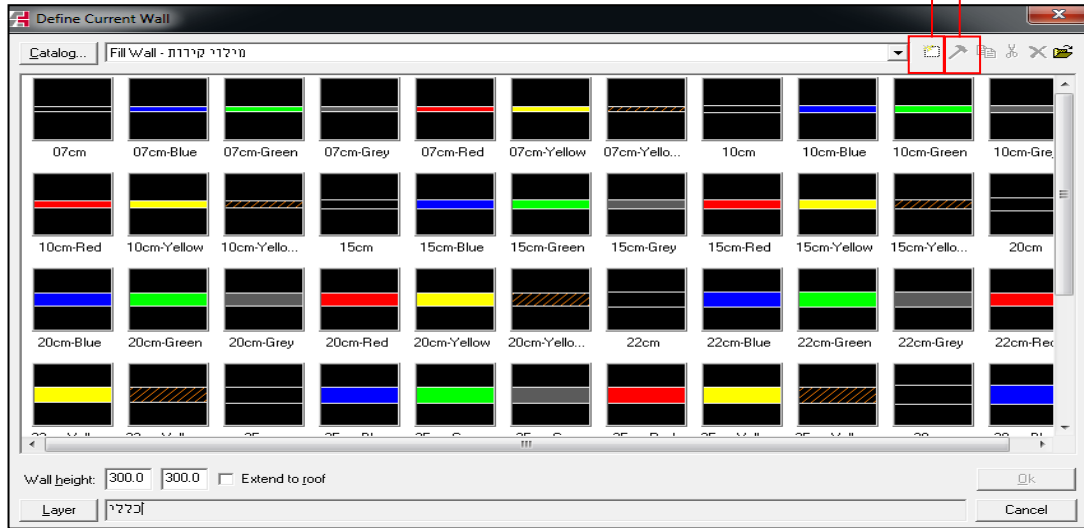 Define Current Wall
Catalog... Fill Wall - מילוי קירות
07cm 07cm-Blue 07cm-Green 07cm-Grey 07cm-Red 07cm-Yellow 07cm-Yello... 10cm 10cm-Blue 10cm-Green 10cm-Gre
10cm-Red 10cm-Yellow 10cm-Yello... 15cm 15cm-Blue 15cm-Green 15cm-Grey 15cm-Red 15cm-Yellow 15cm-Yello... 20cm
20cm-Blue 20cm-Green 20cm-Grey 20cm-Red 20cm-Yellow 20cm-Yello... 22cm 22cm-Blue 22cm-Green 22cm-Grey 22cm-Rec
Wall height: 300.0 300.0 Extend to roof Ok
Layer כללי Cancel